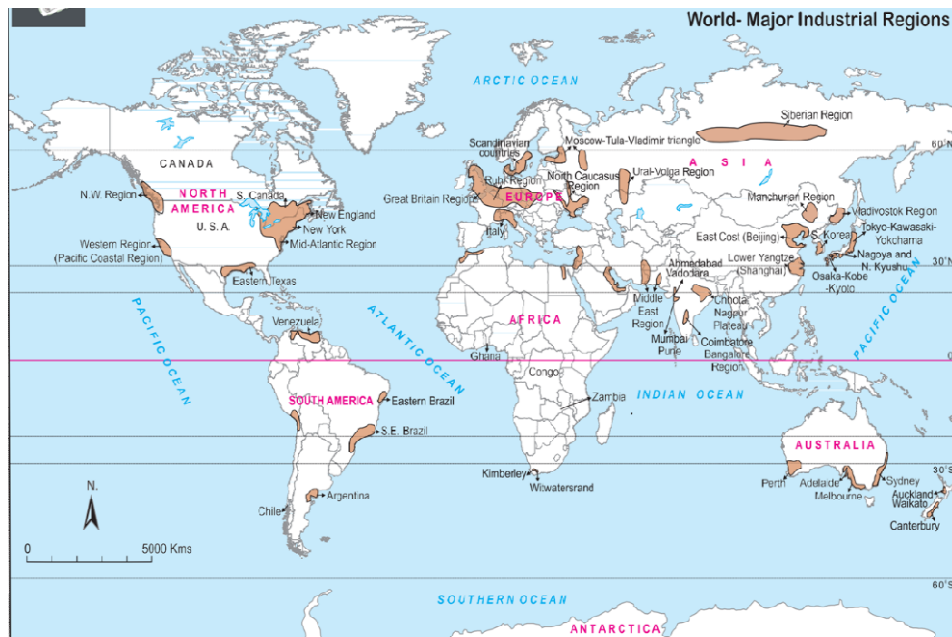 World- Major Industrial Regions
ARCTIC OCEAN
Siberian Region
Scandinavian
countries
Moscow-Tula-Vladimir triangle
60°N
CANADA
A S I A
N.W. Region
NORTH
AMERICA
S. Canada
Ruhr Region
North Caucasus
Region
Ural-Volga Region
EUROPE
Great Britain Regions
Manchurian Region
Vladivostok Region
New England
U.S.A.
New York
Italy
East Cost (Beijing)
S. Korean
Tokyo-Kawasaki-
Yokohama
Western Region
(Pacific Coastal Region)
Mid-Atlantic Region
Lower Yangtze
(Shanghai)
Nagoya and
N. Kyushu
Ahmedabad
Vadodara
Osaka-Kobe
-Kyoto
30°N
Eastern Texas
Middle
East
Region
Chhota
Nagpur
Plateau
PACIFIC OCEAN
ATLANTIC OCEAN
PACIFIC OCEAN
Venezuela
AFRICA
Mumbai
Pune
Coimbatore
Bangalore
Region
Ghana
0
Congo
SOUTH AMERICA
Eastern Brazil
Zambia
INDIAN OCEAN
S.E. Brazil
AUSTRALIA
Kimberley
Witwatersrand
30°S
Perth
Adelaide
Melbourne
Sydney
Auckland
Waikato
Canterbury
N.
Argentina
Chile
0
5000 Kms
60°S
SOUTHERN OCEAN
ANTARCTICA